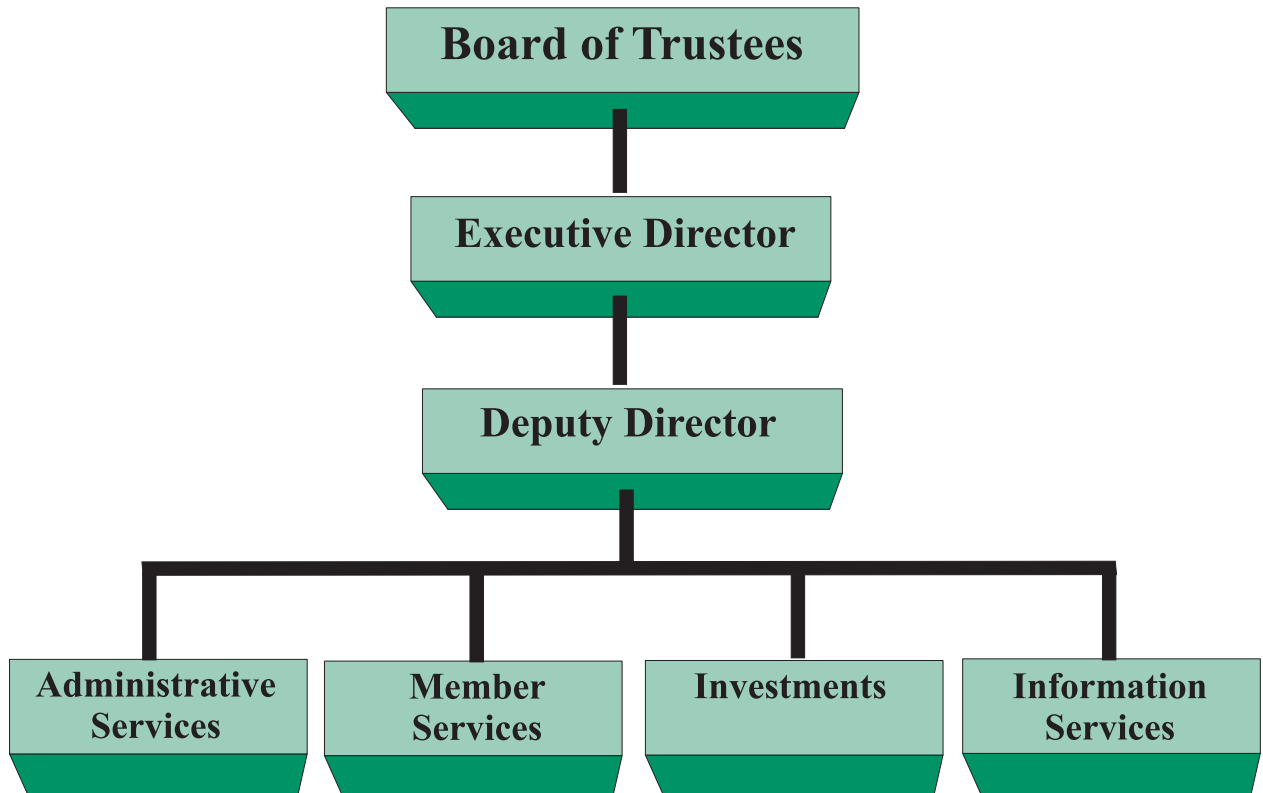 Board of Trustees
Executive Director
Deputy Director
Administrative
Services
Member
Services
Investments
Information
Services